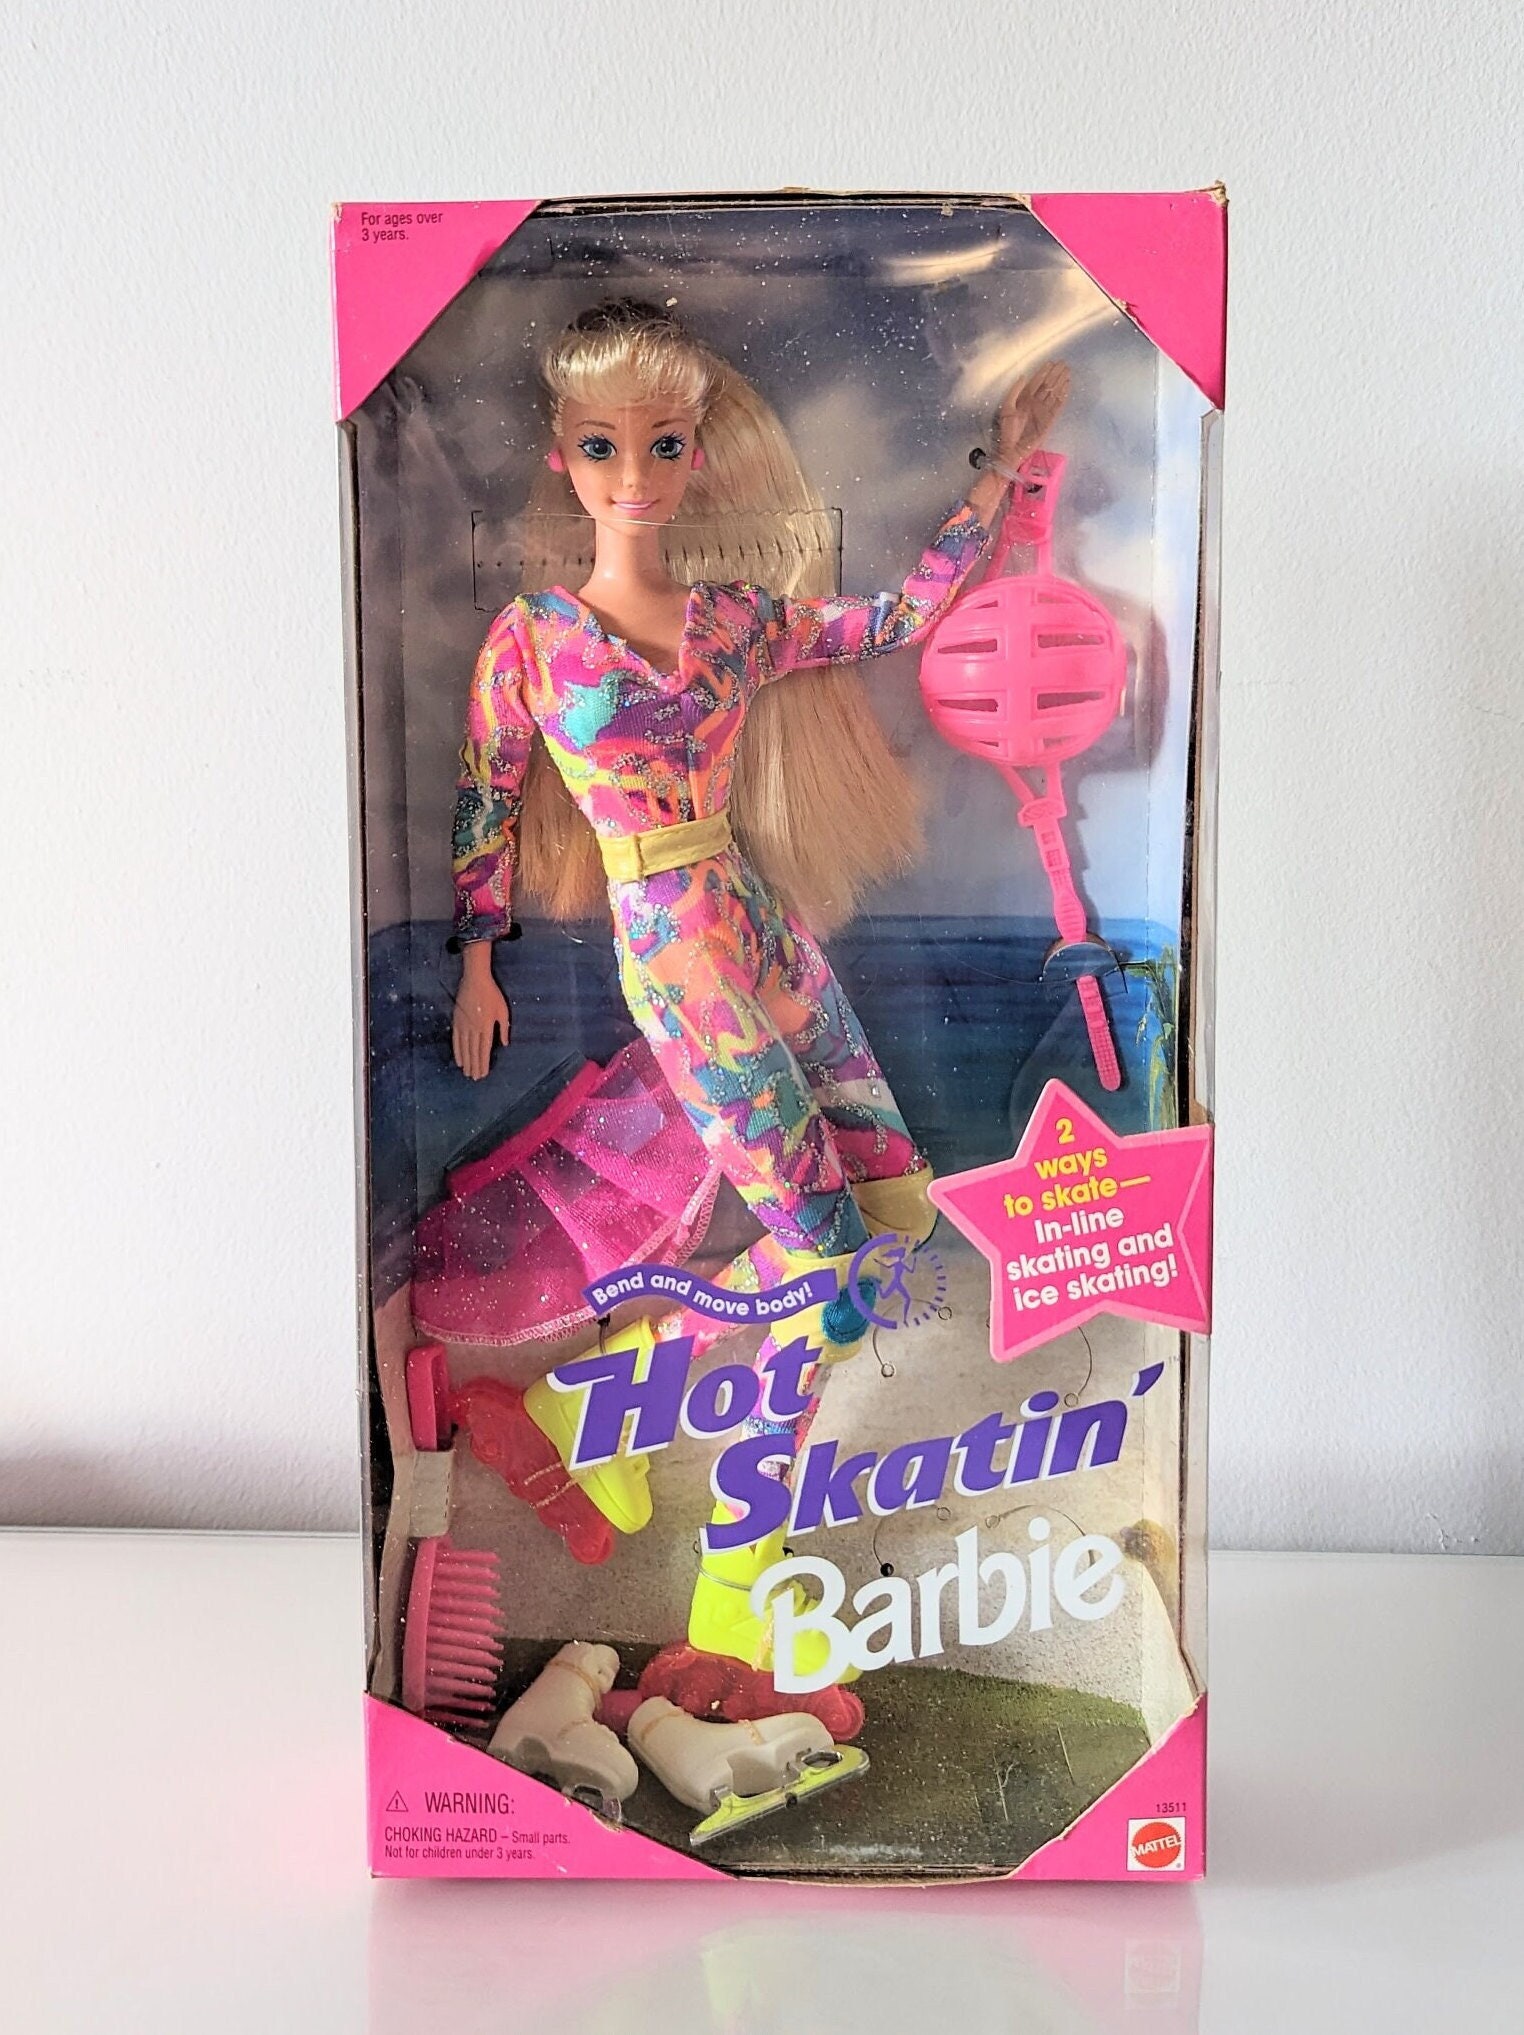 For ages over
3 years.
2
ways
to skate—
In-line
skating and
ice skating!
Bend and move body!
Hot
Skatin'
Barbie
⚠ WARNING:
CHOKING HAZARD – Small parts.
Not for children under 3 years.
13511
MATTEL